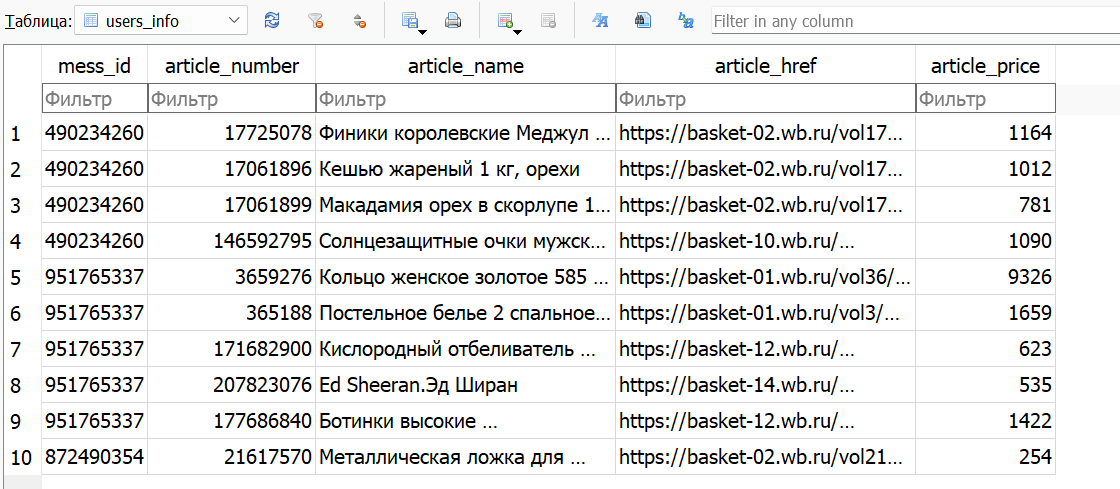 Таблица: users_info Filter in any column
mess_id article_number article_name article_href article_price
Фильтр Фильтр Фильтр Фильтр Фильтр
1 490234260 17725078 Финики королевские Меджул ... https://basket-02.wb.ru/vol17... 1164
2 490234260 17061896 Кешью жареный 1 кг, орехи https://basket-02.wb.ru/vol17... 1012
3 490234260 17061899 Макадамия орех в скорлупе 1... https://basket-02.wb.ru/vol17... 781
4 490234260 146592795 Солнцезащитные очки мужск... https://basket-10.wb.ru/... 1090
5 951765337 3659276 Кольцо женское золотое 585 ... https://basket-01.wb.ru/vol36/... 9326
6 951765337 365188 Постельное белье 2 спальное... https://basket-01.wb.ru/vol3/... 1659
7 951765337 171682900 Кислородный отбеливатель ... https://basket-12.wb.ru/... 623
8 951765337 207823076 Ed Sheeran.Эд Ширан https://basket-14.wb.ru/... 535
9 951765337 177686840 Ботинки высокие ... https://basket-12.wb.ru/... 1422
10 872490354 21617570 Металлическая ложка для ... https://basket-02.wb.ru/vol21... 254